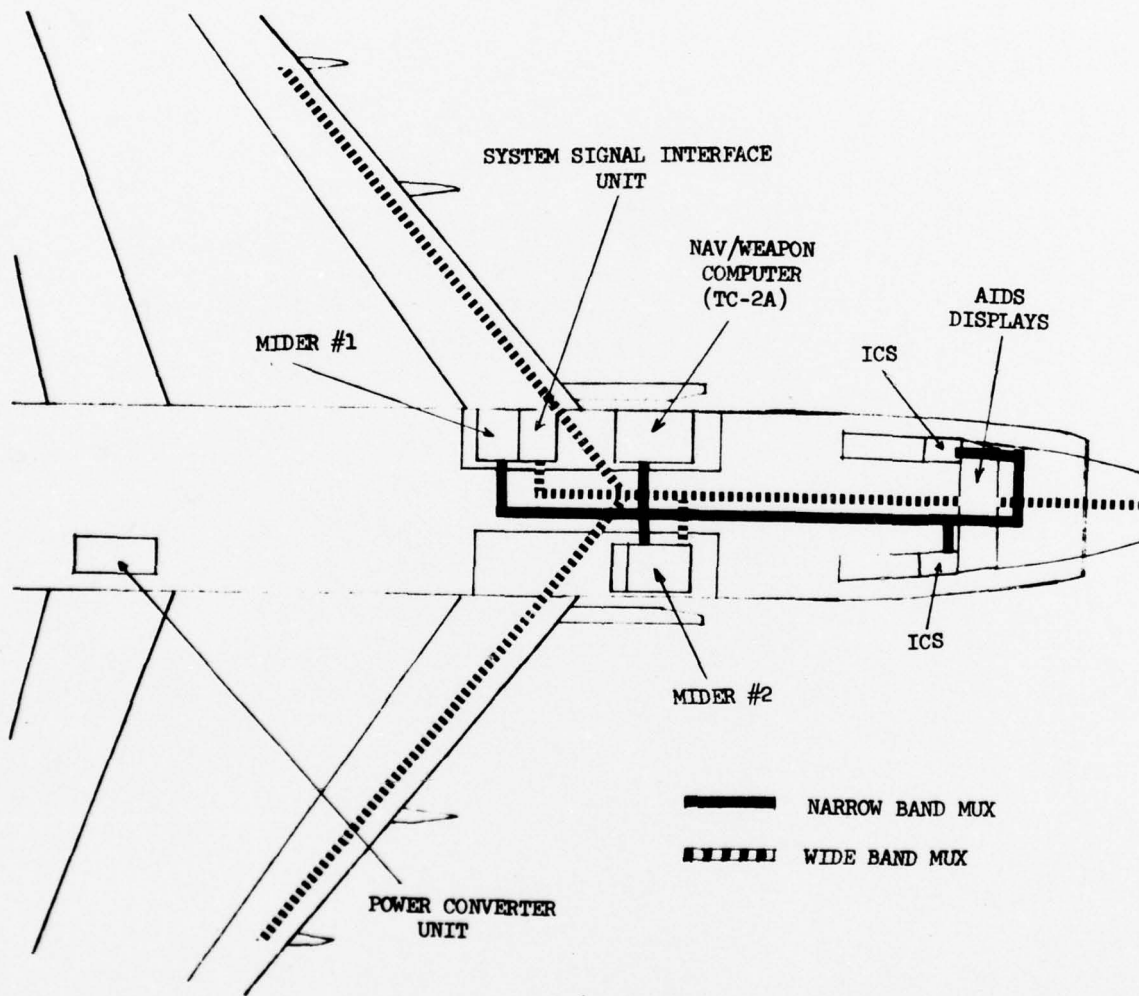 SYSTEM SIGNAL INTERFACE
UNIT
NAV/WEAPON
COMPUTER
(TC-2A)
AIDS
DISPLAYS
MIDER #1
ICS
ICS
MIDER #2
NARROW BAND MUX
WIDE BAND MUX
POWER CONVERTER
UNIT